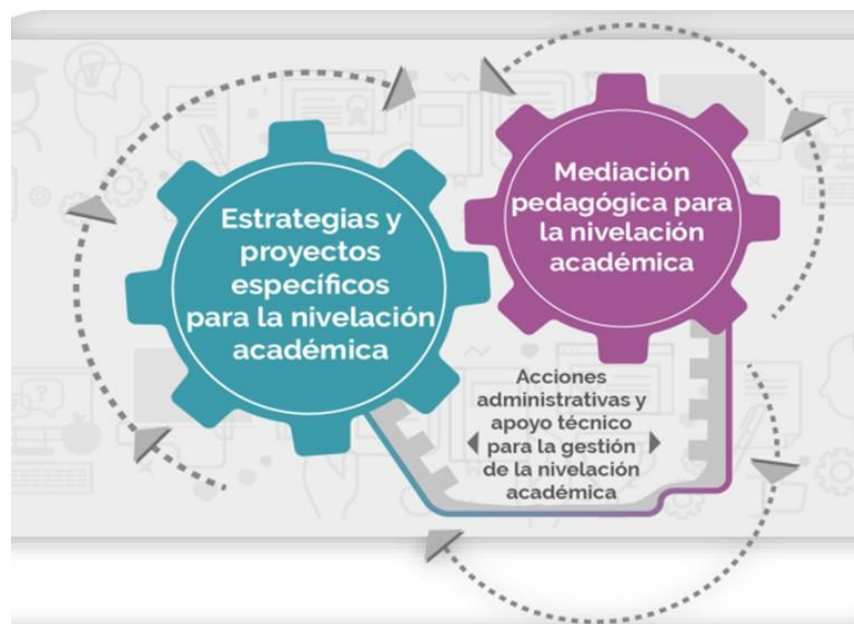 Estrategias y
proyectos
específicos
para la nivelación
académica
Mediación
pedagógica para
la nivelación
académica
Acciones
administrativas y
apoyo técnico
para la gestión
de la nivelación
académica